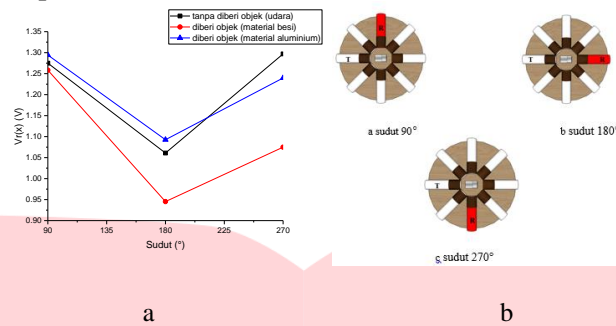 tanpa diberi objek (udara)
diberi objek (material besi)
diberi objek (material aluminium)
1.35
1.30
1.25
1.20
1.15
1.10
1.05
1.00
0.95
0.90
Vr(x) (V)
90
135
180
225
270
Sudut (°)
T
R
a sudut 90°
T
R
b sudut 180°
T
R
c sudut 270°
a
b